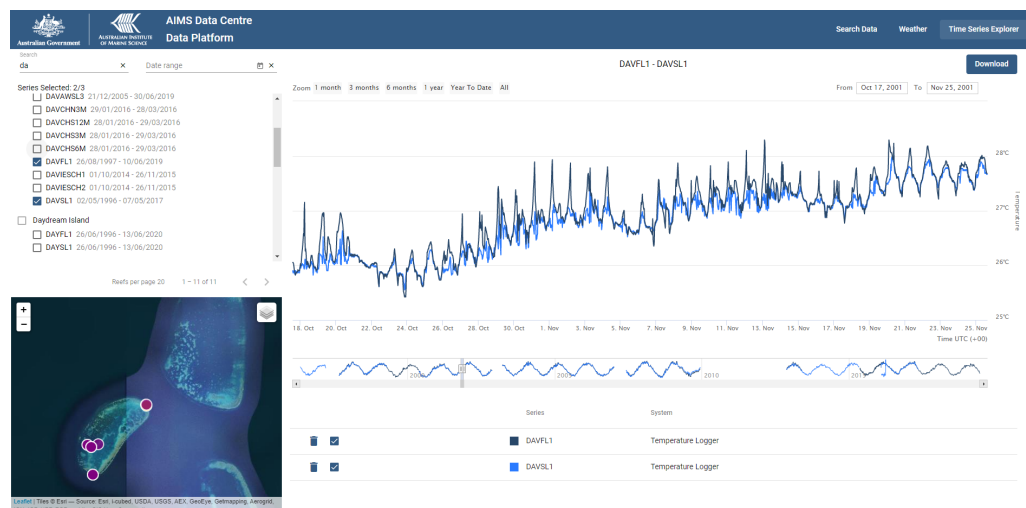 Australian Government
AUSTRALIAN INSTITUTE
OF MARINE SCIENCE
AIMS Data Centre
Data Platform
Search Data Weather Time Series Explorer
Search
da × Date range ×
Series Selected: 2/3
DAVAWSL3 21/12/2005 - 30/06/2019
DAVCHN3M 29/01/2016 - 28/03/2016
DAVCHS12M 28/01/2016 - 29/03/2016
DAVCHS3M 28/01/2016 - 29/03/2016
DAVCHS6M 28/01/2016 - 29/03/2016
DAVFL1 26/08/1997 - 10/06/2019
DAVIESCH1 01/10/2014 - 26/11/2015
DAVIESCH2 01/10/2014 - 26/11/2015
DAVSL1 02/05/1996 - 07/05/2017
Daydream Island
DAYFL1 26/06/1996 - 13/06/2020
DAYSL1 26/06/1996 - 13/06/2020
Reefs per page 20 1 – 11 of 11
+
−
Leaflet | Tiles © Esri — Source: Esri, i-cubed, USDA, USGS, AEX, GeoEye, Getmapping, Aerogrid,
DAVFL1 - DAVSL1
Download
Zoom 1 month 3 months 6 months 1 year Year To Date All
From Oct 17, 2001 To Nov 25, 2001
28°C
27°C
26°C
25°C
Temperature
18. Oct 20. Oct 22. Oct 24. Oct 26. Oct 28. Oct 30. Oct 1. Nov 3. Nov 5. Nov 7. Nov 9. Nov 11. Nov 13. Nov 15. Nov 17. Nov 19. Nov 21. Nov 23. Nov 25. Nov
Time UTC (+00)
2010
Series System
DAVFL1 Temperature Logger
DAVSL1 Temperature Logger